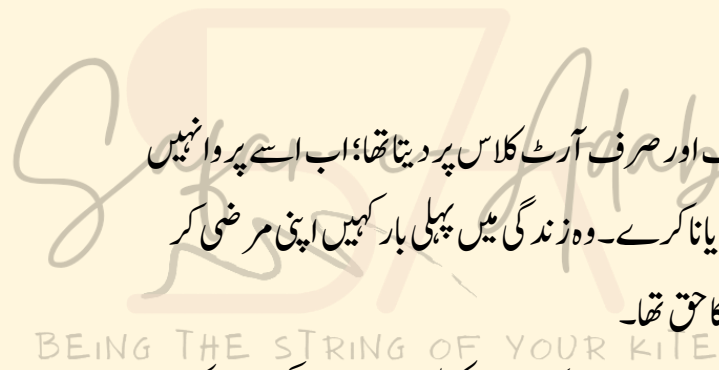 اور صرف آرٹ کلاس پر دیتا تھا؛ اب اسے پروا نہیں
یا نا کرے۔ وہ زندگی میں پہلی بار کہیں اپنی مرضی کر
حق تھا۔
BEING THE STRING OF YOUR KITE